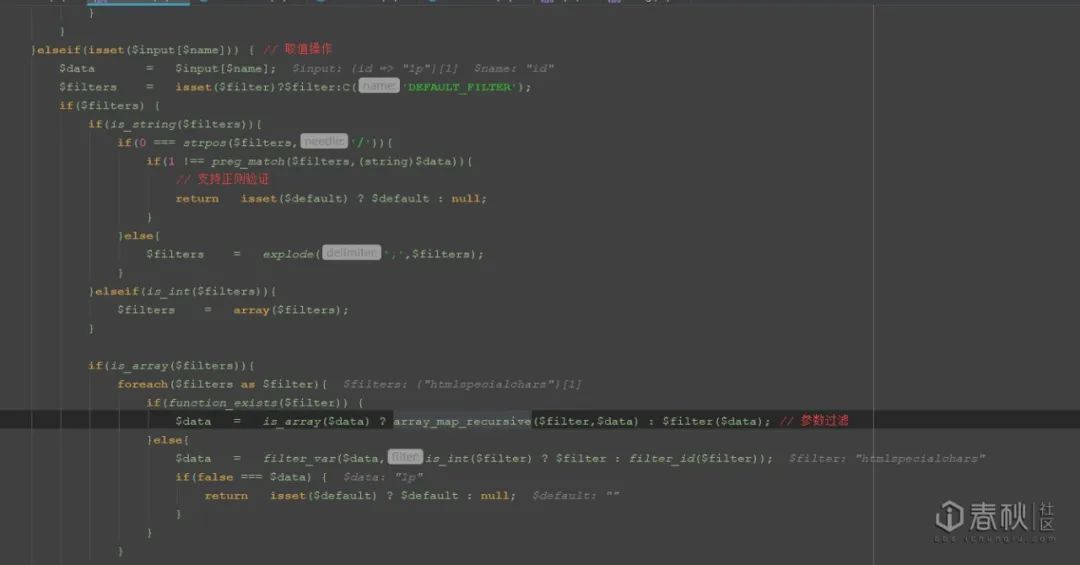 }
}
}elseif(isset($input[$name])) { // 取值操作
$data = $input[$name]; $input: {id => "1p"}[1] $name: "id"
$filters = isset($filter)?$filter:C( name: 'DEFAULT_FILTER');
if($filters) {
if(is_string($filters)){
if(0 === strpos($filters, needle: '/')){
if(1 !== preg_match($filters,(string)$data)){
// 支持正则验证
return isset($default) ? $default : null;
}
}else{
$filters = explode( delimiter: ',',$filters);
}
}elseif(is_int($filters)){
$filters = array($filters);
}
if(is_array($filters)){
foreach($filters as $filter){ $filters: {"htmlspecialchars"}[1]
if(function_exists($filter)) {
$data = is_array($data) ? array_map_recursive($filter,$data) : $filter($data); // 参数过滤
}else{
$data = filter_var($data, filter: is_int($filter) ? $filter : filter_id($filter)); $filter: "htmlspecialchars"
if(false === $data) { $data: "1p"
return isset($default) ? $default : null; $default: ""
}
}
}
春秋 社区
bbs.ichunqiu.com